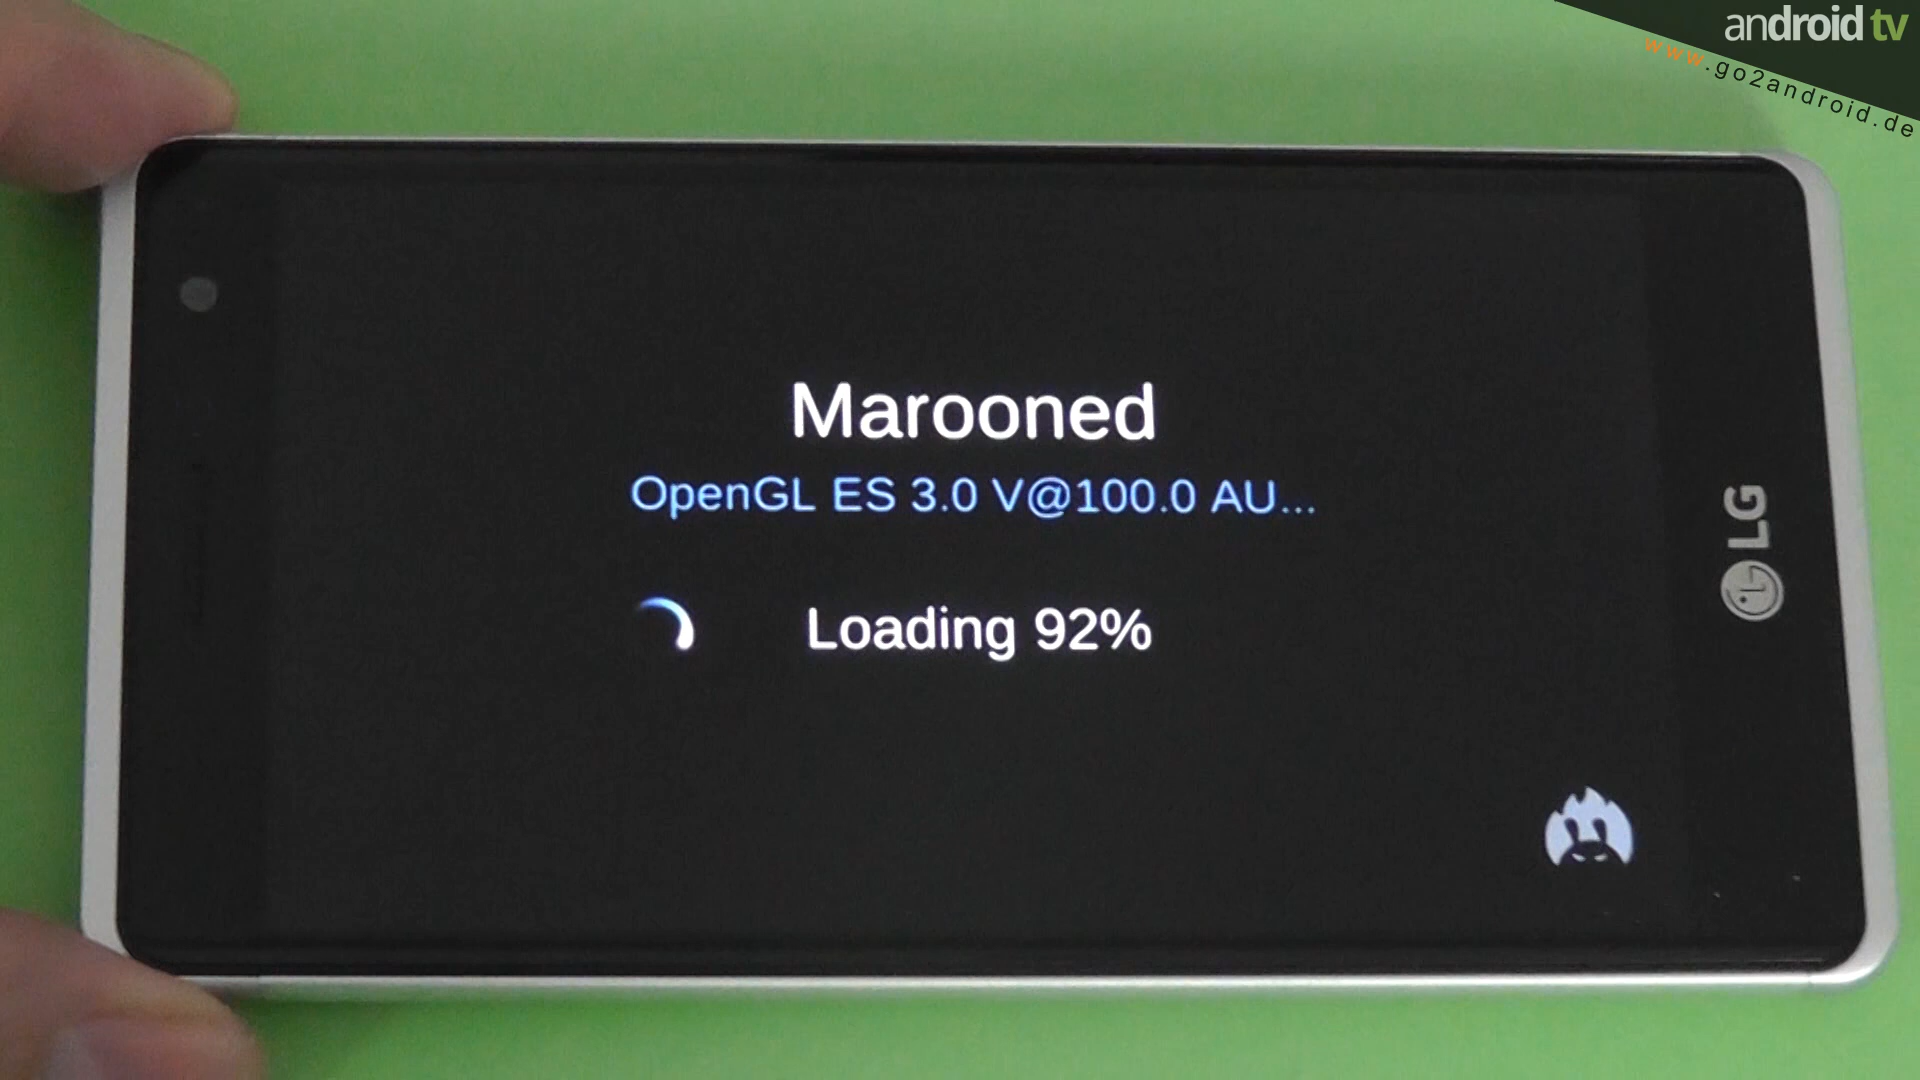 android tv
www.go2android.de
Marooned
OpenGL ES 3.0 V@100.0 AU...
Loading 92%
LG